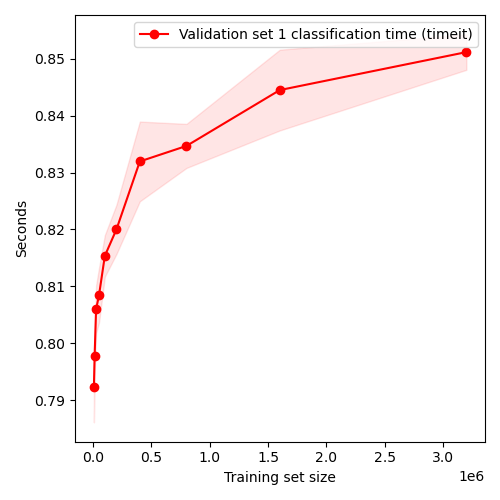 Validation set 1 classification time (timeit)
0.85
0.84
0.83
0.82
0.81
0.80
0.79
Seconds
0.0 0.5 1.0 1.5 2.0 2.5 3.0
1e6
Training set size